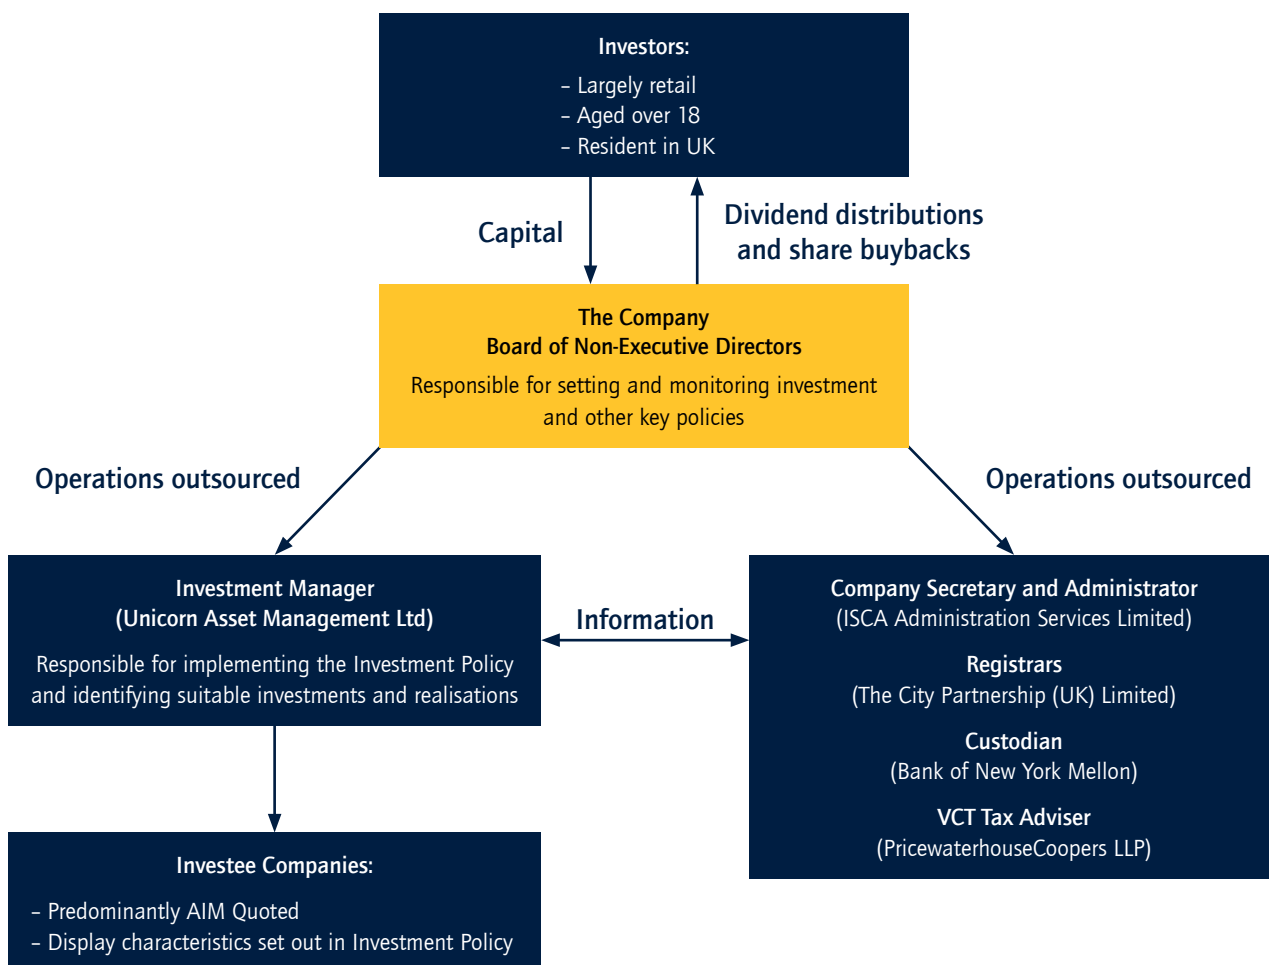 Investors:
– Largely retail
– Aged over 18
– Resident in UK
Capital
Dividend distributions
and share buybacks
The Company
Board of Non-Executive Directors
Responsible for setting and monitoring investment
and other key policies
Operations outsourced
Operations outsourced
Investment Manager
(Unicorn Asset Management Ltd)
Responsible for implementing the Investment Policy
and identifying suitable investments and realisations
Information
Company Secretary and Administrator
(ISCA Administration Services Limited)
Registrars
(The City Partnership (UK) Limited)
Custodian
(Bank of New York Mellon)
VCT Tax Adviser
(PricewaterhouseCoopers LLP)
Investee Companies:
– Predominantly AIM Quoted
– Display characteristics set out in Investment Policy